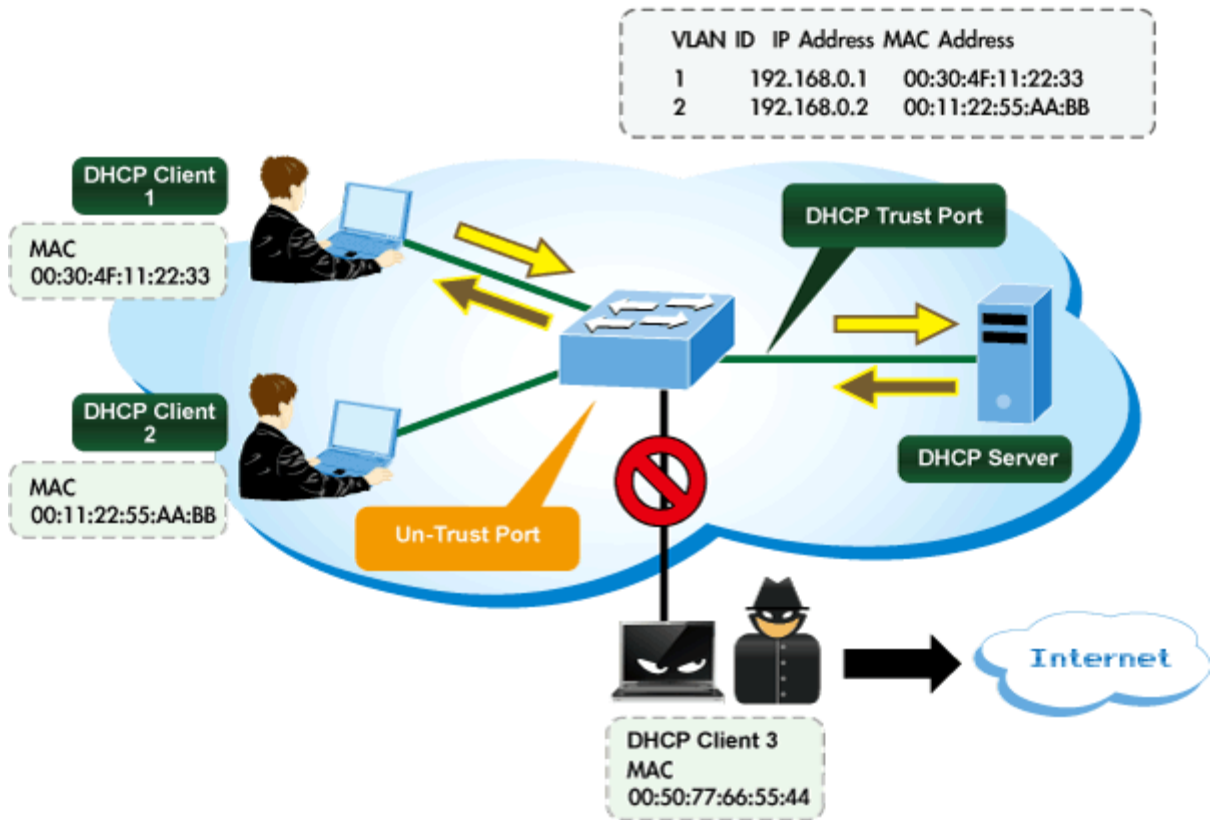 VLAN ID IP Address MAC Address
1 192.168.0.1 00:30:4F:11:22:33
2 192.168.0.2 00:11:22:55:AA:BB
DHCP Client
1
MAC
00:30:4F:11:22:33
DHCP Trust Port
DHCP Client
2
MAC
00:11:22:55:AA:BB
Un-Trust Port
DHCP Server
Internet
DHCP Client 3
MAC
00:50:77:66:55:44